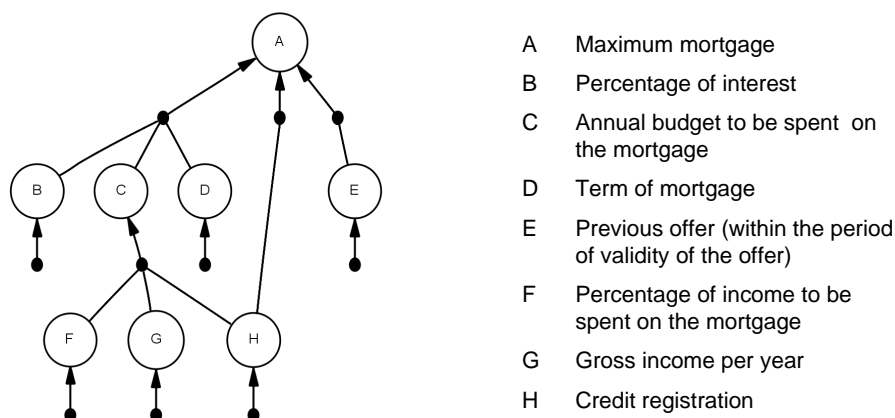 A
B
C
D
E
F
G
H
A Maximum mortgage
B Percentage of interest
C Annual budget to be spent on
the mortgage
D Term of mortgage
E Previous offer (within the period
of validity of the offer)
F Percentage of income to be
spent on the mortgage
G Gross income per year
H Credit registration